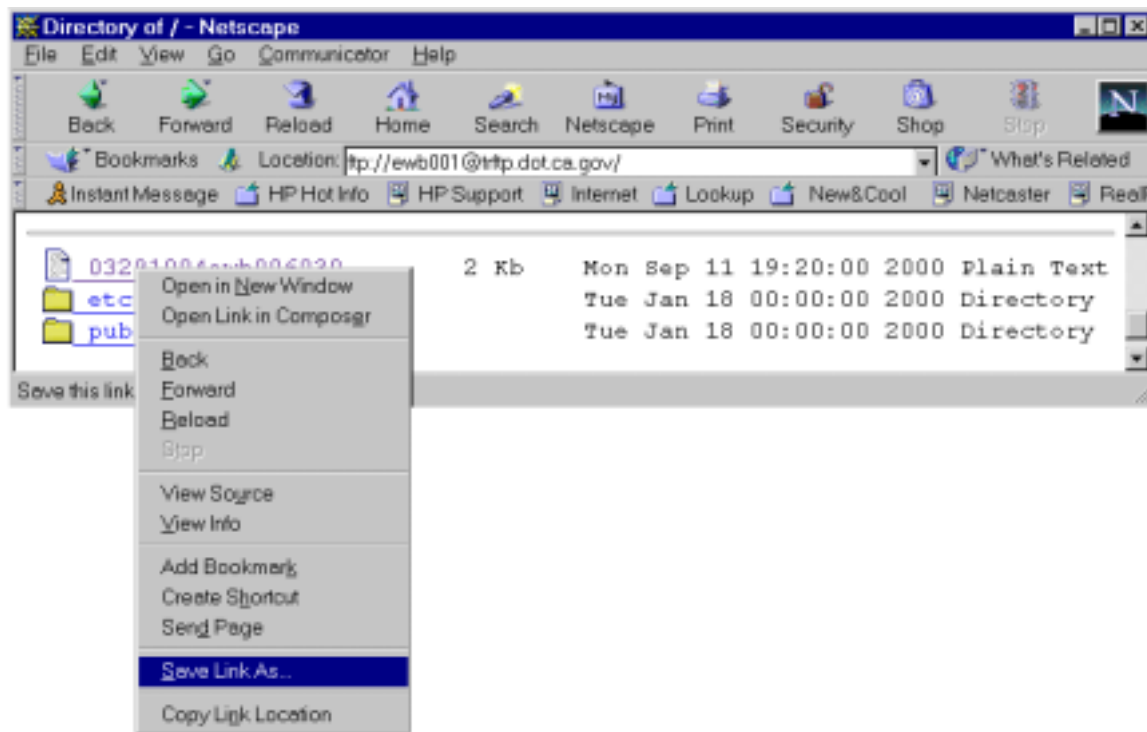 Directory of / - Netscape
File Edit View Go Communicator Help
Back Forward Reload Home Search Netscape Print Security Shop Stop
Bookmarks Location: ftp://ewb001@trftp.dot.ca.gov/ What's Related
Instant Message HP Hot Info HP Support Internet Lookup New&Cool Netcaster RealP
2 Kb Mon Sep 11 19:20:00 2000 Plain Text
etc Tue Jan 18 00:00:00 2000 Directory
pub Tue Jan 18 00:00:00 2000 Directory
Save this link
Open in New Window
Open Link in Composer
Back
Forward
Reload
Stop
View Source
View Info
Add Bookmark
Create Shortcut
Send Page
Save Link As...
Copy Link Location